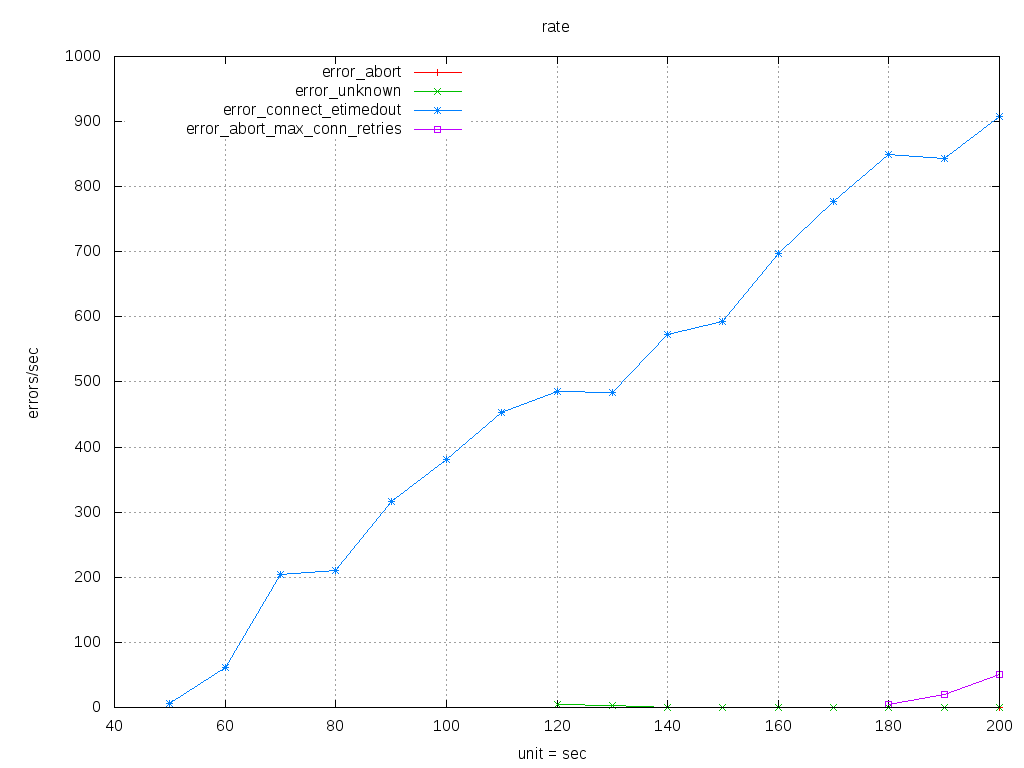 rate
1000
900
800
700
600
500
400
300
200
100
0
errors/sec
error_abort
error_unknown
error_connect_etimedout
error_abort_max_conn_retries
40 60 80 100 120 140 160 180 200
unit = sec